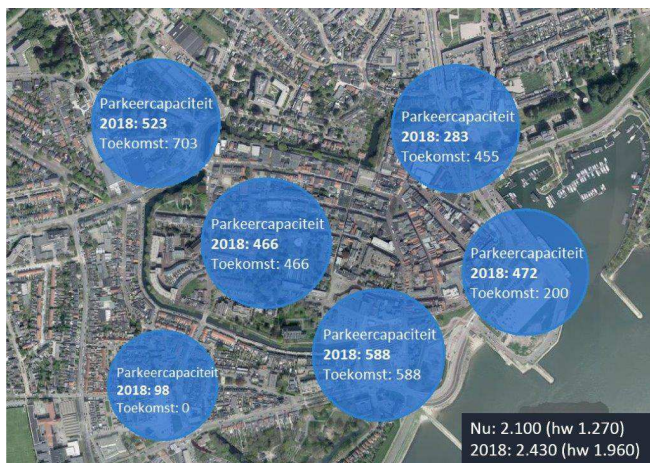 Parkeercapaciteit
2018: 523
Toekomst: 703
Parkeercapaciteit
2018: 283
Toekomst: 455
Parkeercapaciteit
2018: 466
Toekomst: 466
Parkeercapaciteit
2018: 472
Toekomst: 200
Parkeercapaciteit
2018: 588
Toekomst: 588
Parkeercapaciteit
2018: 98
Toekomst: 0
Nu: 2.100 (hw 1.270)
2018: 2.430 (hw 1.960)